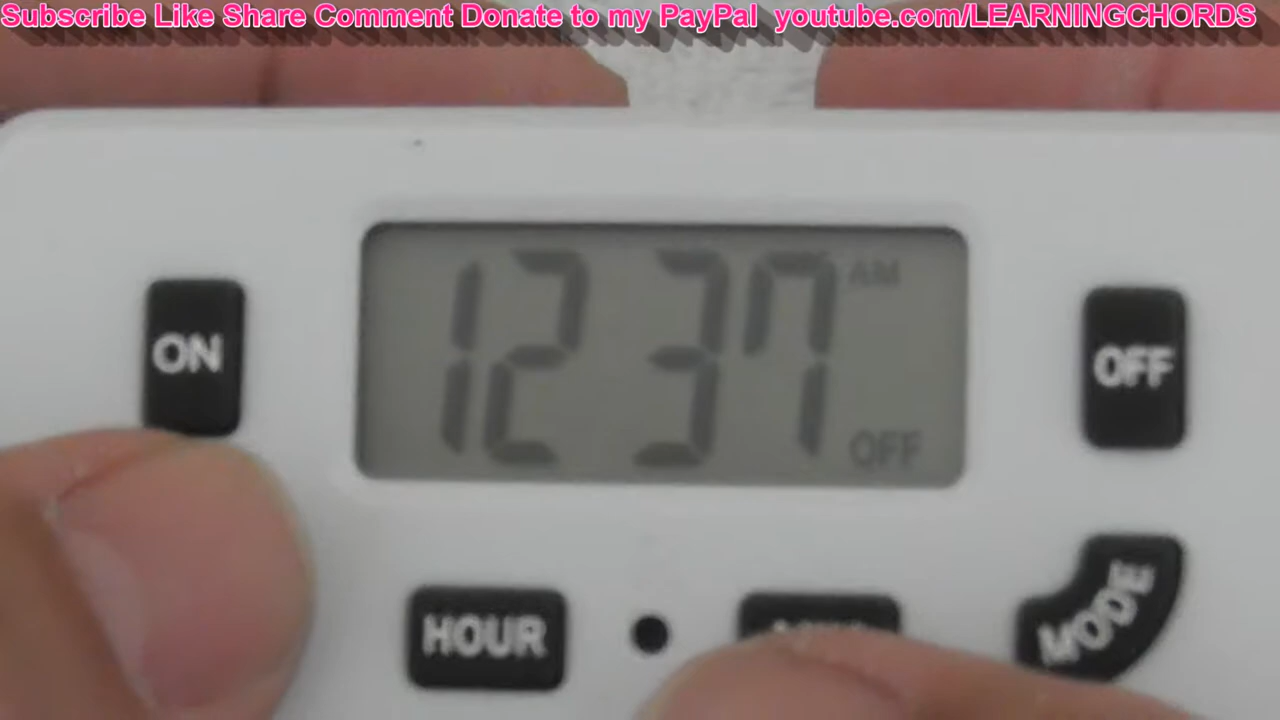 Subscribe Like Share Comment Donate to my PayPal youtube.com/LEARNINGCHORDS
12 37 AM
OFF
ON
OFF
HOUR
MODE